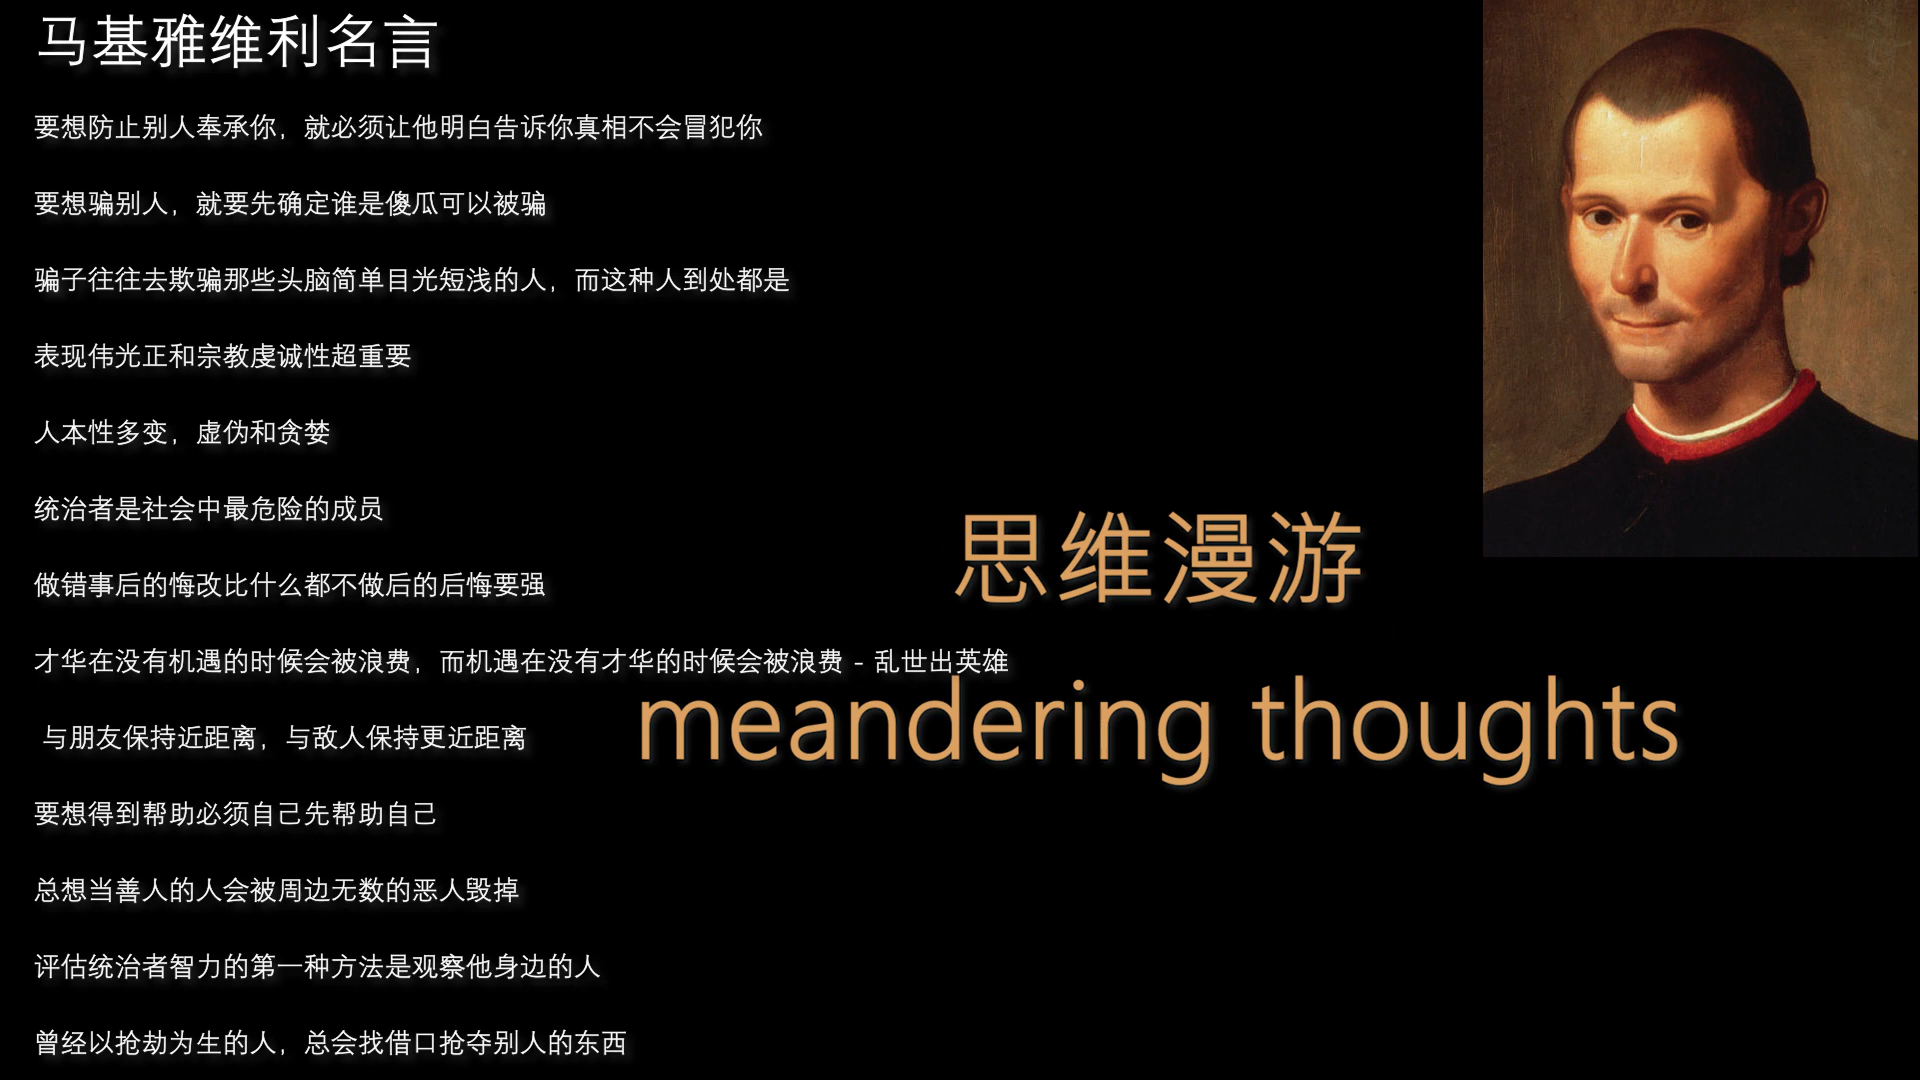 马基雅维利名言
要想防止别人奉承你，就必须让他明白告诉你真相不会冒犯你
要想骗别人，就要先确定谁是傻瓜可以被骗
骗子往往去欺骗那些头脑简单目光短浅的人，而这种人到处都是
表现伟光正和宗教虔诚性超重要
人本性多变，虚伪和贪婪
统治者是社会中最危险的成员
做错事后的悔改比什么都不做后的后悔要强
才华在没有机遇的时候会被浪费，而机遇在没有才华的时候会被浪费 - 乱世出英雄
与朋友保持近距离，与敌人保持更近距离
要想得到帮助必须自己先帮助自己
总想当善人的人会被周边无数的恶人毁掉
评估统治者智力的第一种方法是观察他身边的人
曾经以抢劫为生的人，总会找借口抢夺别人的东西
思维漫游
meandering thoughts